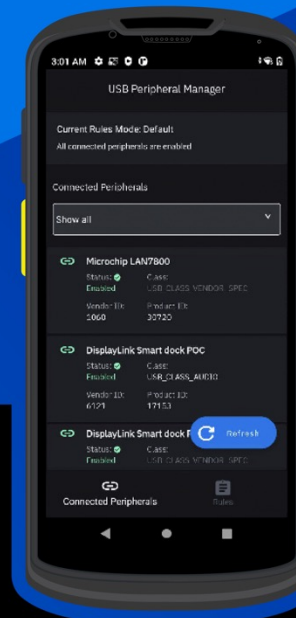 3:01 AM
USB Peripheral Manager
Current Rules Mode: Default
All connected peripherals are enabled
Connected Peripherals
Show all
Microchip LAN7800
Status: Class:
Enabled USB_CLASS_VENDOR_SPEC
Vendor ID: Product ID:
1060 30720
DisplayLink Smart dock POC
Status: Class:
Enabled USB_CLASS_AUDIO
Vendor ID: Product ID:
6121 17153
DisplayLink Smart dock
Refresh
Status: Class:
Enabled USB_CLASS_VENDOR_SPEC
Connected Peripherals Rules